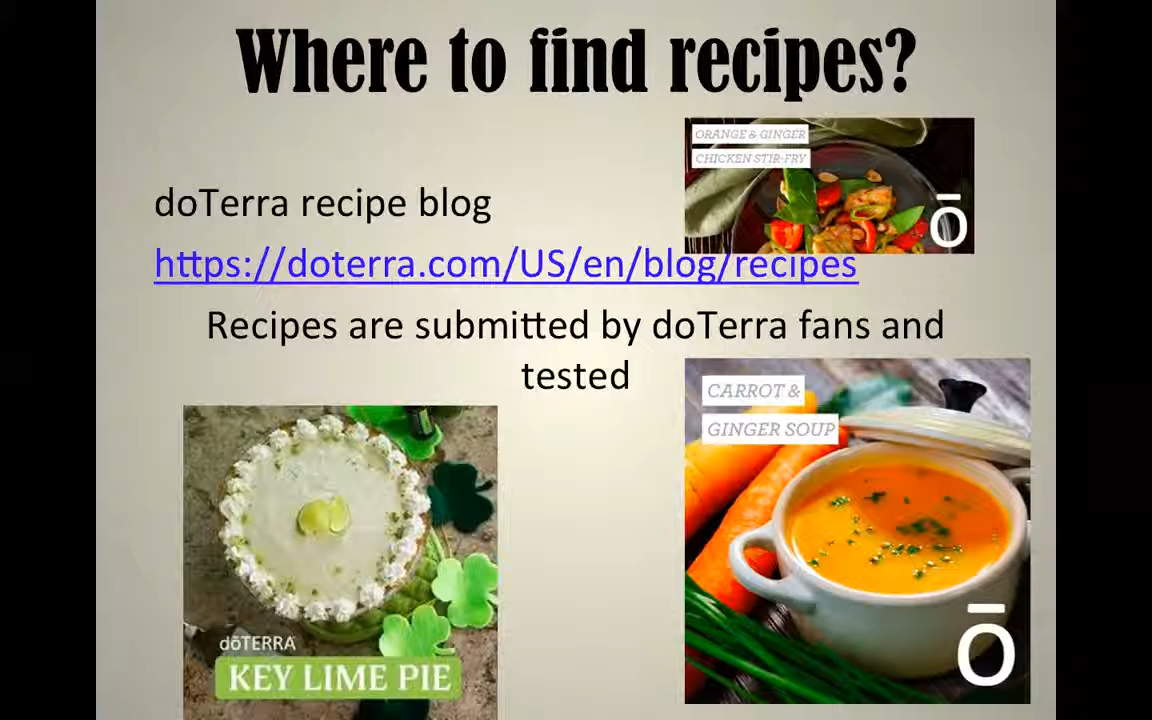 Where to find recipes?
ORANGE & GINGER
CHICKEN STIR-FRY
ō
doTerra recipe blog
https://doterra.com/US/en/blog/recipes
Recipes are submitted by doTerra fans and
tested
CARROT &
GINGER SOUP
ō
dōTERRA
KEY LIME PIE